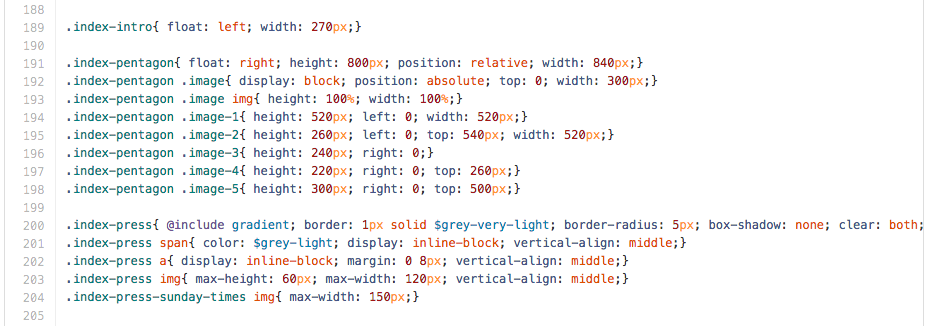 188
189 .index-intro{ float: left; width: 270px;}
190
191 .index-pentagon{ float: right; height: 800px; position: relative; width: 840px;}
192 .index-pentagon .image{ display: block; position: absolute; top: 0; width: 300px;}
193 .index-pentagon .image img{ height: 100%; width: 100%;}
194 .index-pentagon .image-1{ height: 520px; left: 0; width: 520px;}
195 .index-pentagon .image-2{ height: 260px; left: 0; top: 540px; width: 520px;}
196 .index-pentagon .image-3{ height: 240px; right: 0;}
197 .index-pentagon .image-4{ height: 220px; right: 0; top: 260px;}
198 .index-pentagon .image-5{ height: 300px; right: 0; top: 500px;}
199
200 .index-press{ @include gradient; border: 1px solid $grey-very-light; border-radius: 5px; box-shadow: none; clear: both;
201 .index-press span{ color: $grey-light; display: inline-block; vertical-align: middle;}
202 .index-press a{ display: inline-block; margin: 0 8px; vertical-align: middle;}
203 .index-press img{ max-height: 60px; max-width: 120px; vertical-align: middle;}
204 .index-press-sunday-times img{ max-width: 150px;}
205